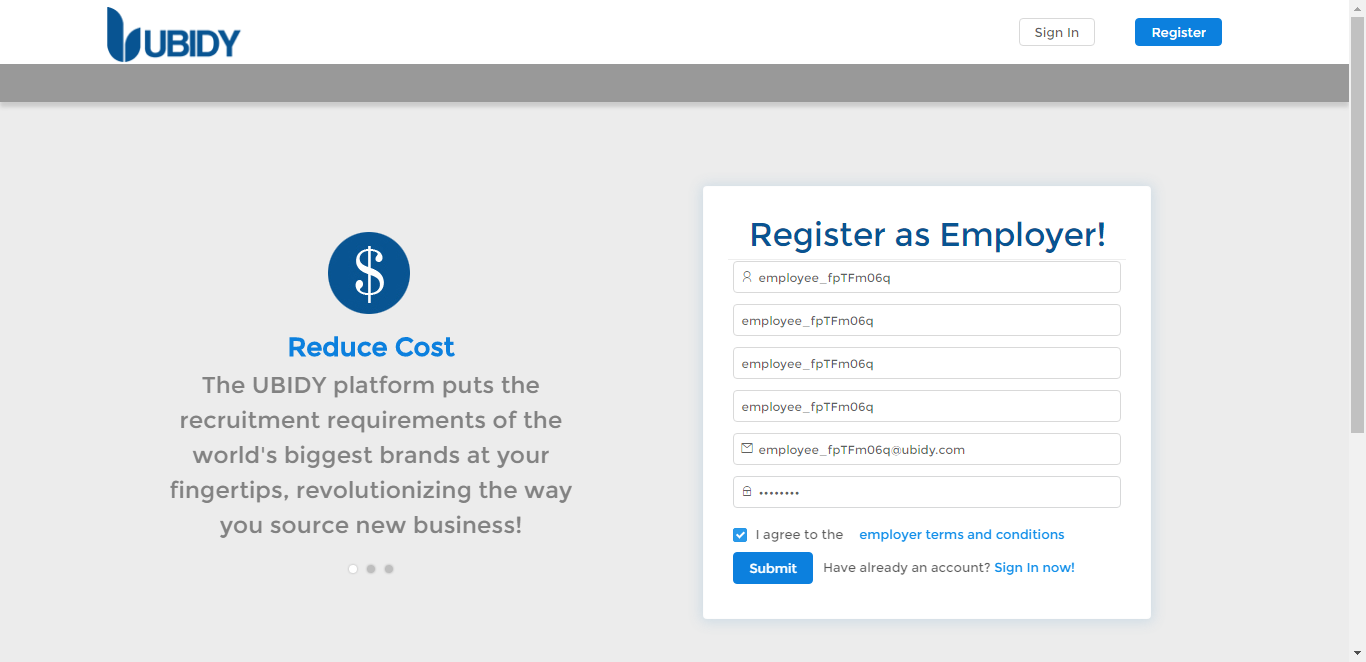 UBIDY
Sign In
Register
$
Reduce Cost
The UBIDY platform puts the
recruitment requirements of the
world's biggest brands at your
fingertips, revolutionizing the way
you source new business!
Register as Employer!
employee_fpTFm06q
employee_fpTFm06q
employee_fpTFm06q
employee_fpTFm06q
employee_fpTFm06q@ubidy.com
••••••••
I agree to the employer terms and conditions
Submit Have already an account? Sign In now!